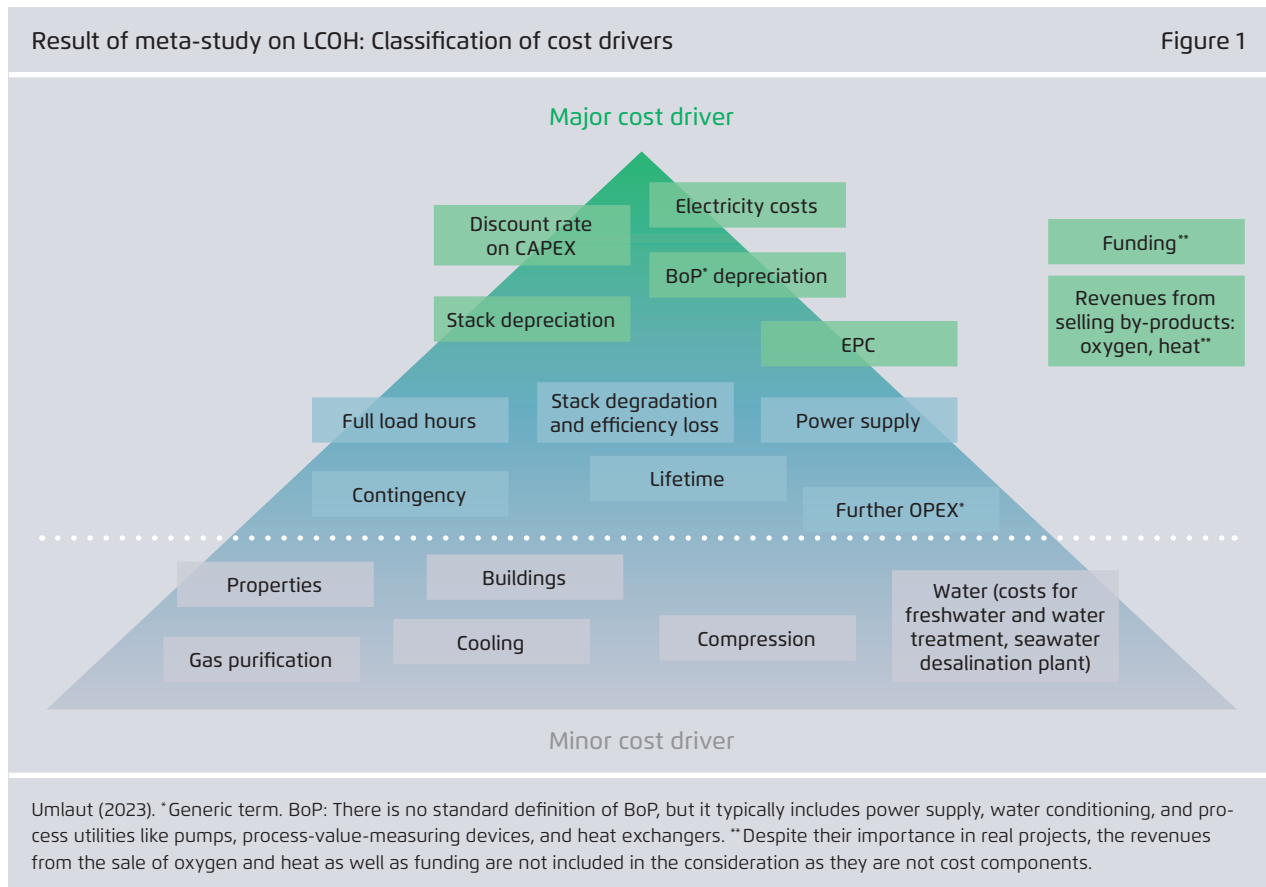 Result of meta-study on LCOH: Classification of cost drivers
Figure 1
Major cost driver
Electricity costs
Discount rate
on CAPEX
Funding**
BoP* depreciation
Revenues from
selling by-products:
oxygen, heat**
Stack depreciation
EPC
Full load hours
Stack degradation
and efficiency loss
Power supply
Contingency
Lifetime
Further OPEX*
Properties
Buildings
Water (costs for
freshwater and water
treatment, seawater
desalination plant)
Gas purification
Cooling
Compression
Minor cost driver
Umlaut (2023). *Generic term. BoP: There is no standard definition of BoP, but it typically includes power supply, water conditioning, and pro-
cess utilities like pumps, process-value-measuring devices, and heat exchangers. **Despite their importance in real projects, the revenues
from the sale of oxygen and heat as well as funding are not included in the consideration as they are not cost components.